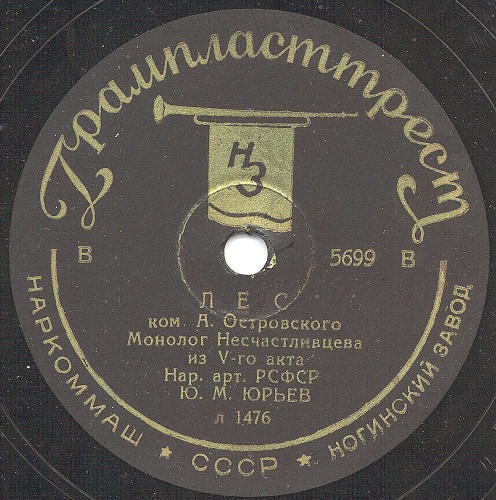 Грампласттрест
НЗ
В 5699 В
ЛЕС
ком. А. Островского
Монолог Несчастливцева
из V-го акта
Нар. арт. РСФСР
Ю. М. ЮРЬЕВ
л 1476
НАРКОММАШ ★ СССР ★ НОГИНСКИЙ ЗАВОД